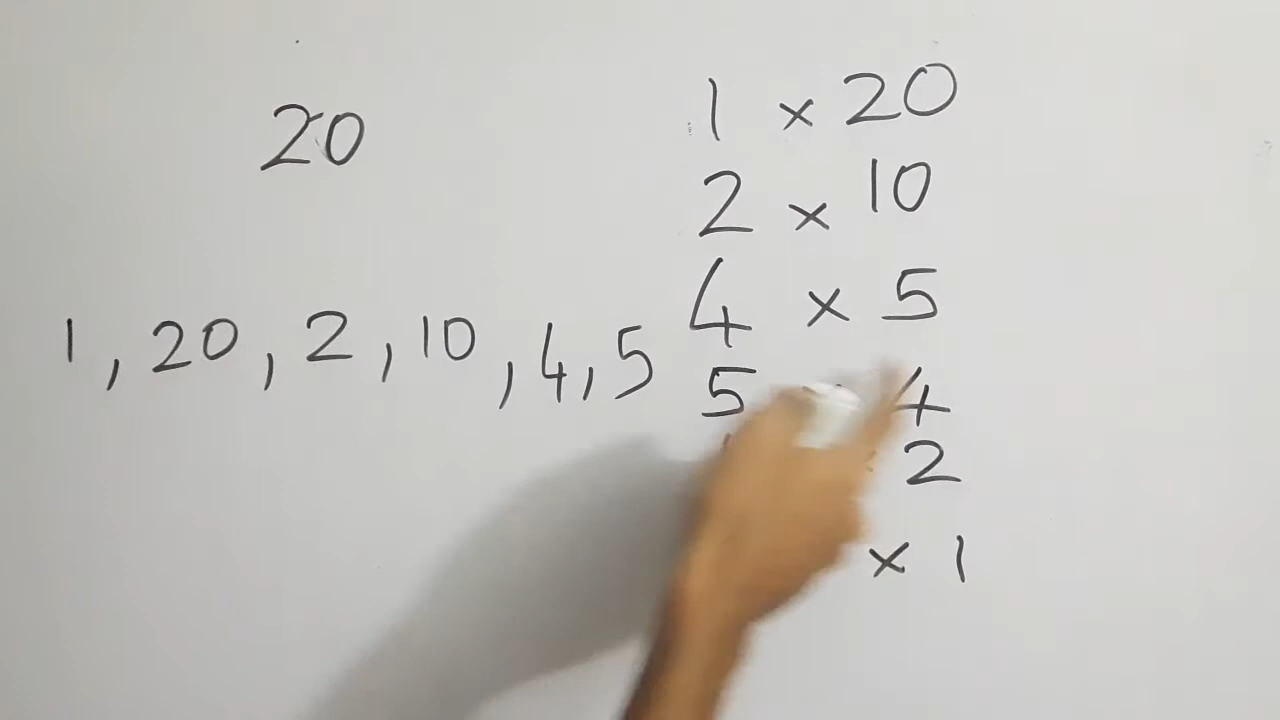 20
1, 20, 2, 10, 4, 5
1 × 20
2 × 10
4 × 5
5 × 4
2
× 1